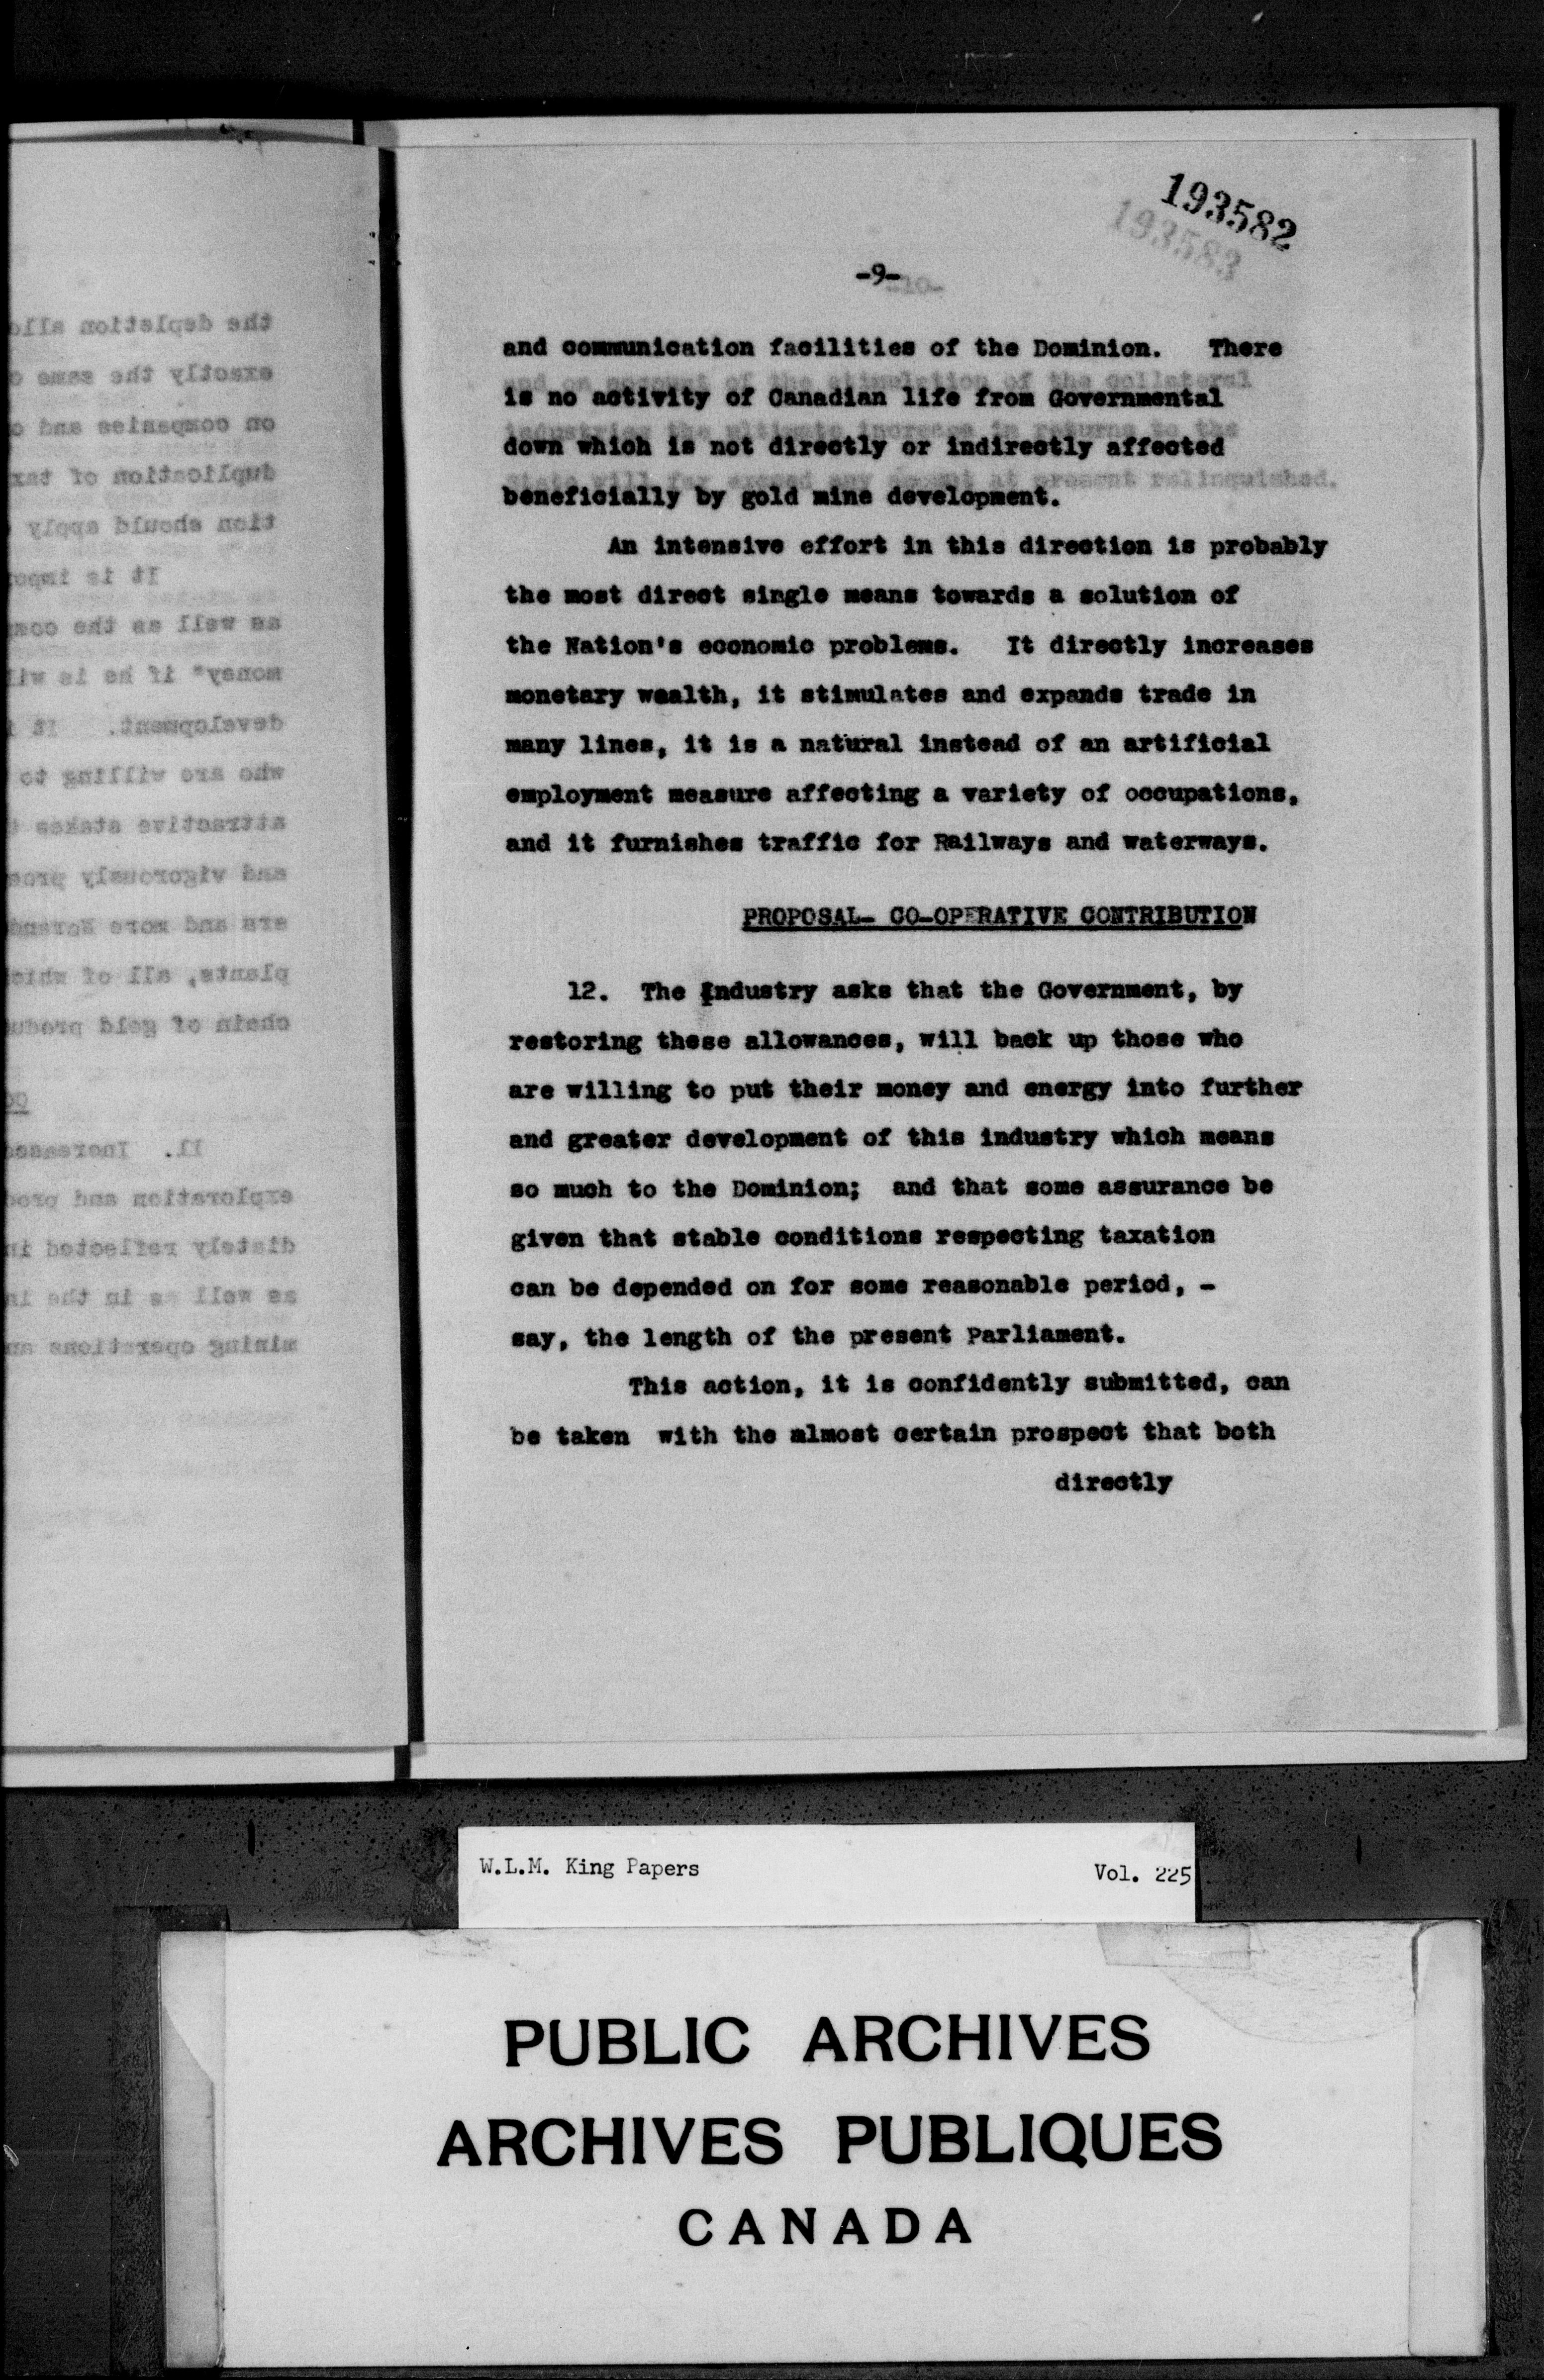 193582
193583
-9-
-10-
and communication facilities of the Dominion. There
is no activity of Canadian life from Governmental
down which is not directly or indirectly affected
beneficially by gold mine development.
An intensive effort in this direction is probably
the most direct single means towards a solution of
the Nation's economic problems. It directly increases
monetary wealth, it stimulates and expands trade in
many lines, it is a natural instead of an artificial
employment measure affecting a variety of occupations,
and it furnishes traffic for Railways and waterways.
PROPOSAL- CO-OPERATIVE CONTRIBUTION
12. The Industry asks that the Government, by
restoring these allowances, will back up those who
are willing to put their money and energy into further
and greater development of this industry which means
so much to the Dominion; and that some assurance be
given that stable conditions respecting taxation
can be depended on for some reasonable period, -
say, the length of the present Parliament.
This action, it is confidently submitted, can
be taken with the almost certain prospect that both
directly
W.L.M. King Papers Vol. 225
PUBLIC ARCHIVES
ARCHIVES PUBLIQUES
CANADA